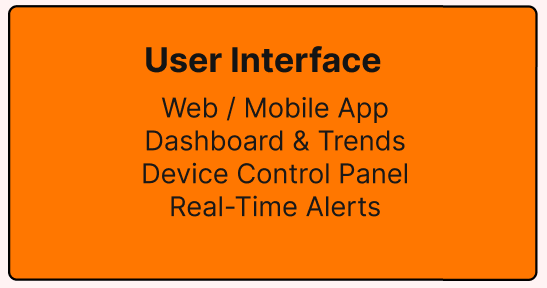 User Interface
Web / Mobile App
Dashboard & Trends
Device Control Panel
Real-Time Alerts